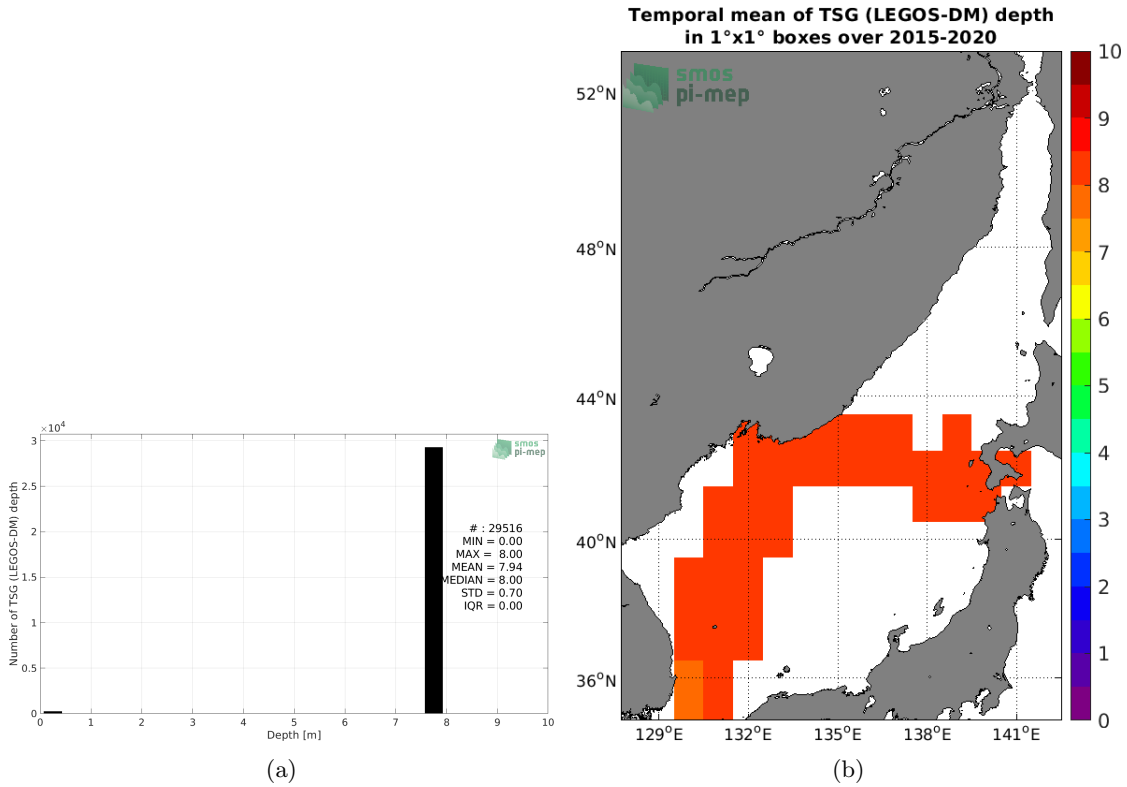 Temporal mean of TSG (LEGOS-DM) depth
in 1°x1° boxes over 2015-2020
smos
pi-mep
52°N
48°N
44°N
40°N
36°N
129°E
132°E
135°E
138°E
141°E
10
9
8
7
6
5
4
3
2
1
0
(b)
×10⁴
3
2.5
2
1.5
1
0.5
0
Number of TSG (LEGOS-DM) depth
smos
pi-mep
# : 29516
MIN = 0.00
MAX = 8.00
MEAN = 7.94
MEDIAN = 8.00
STD = 0.70
IQR = 0.00
0 1 2 3 4 5 6 7 8 9 10
Depth [m]
(a)